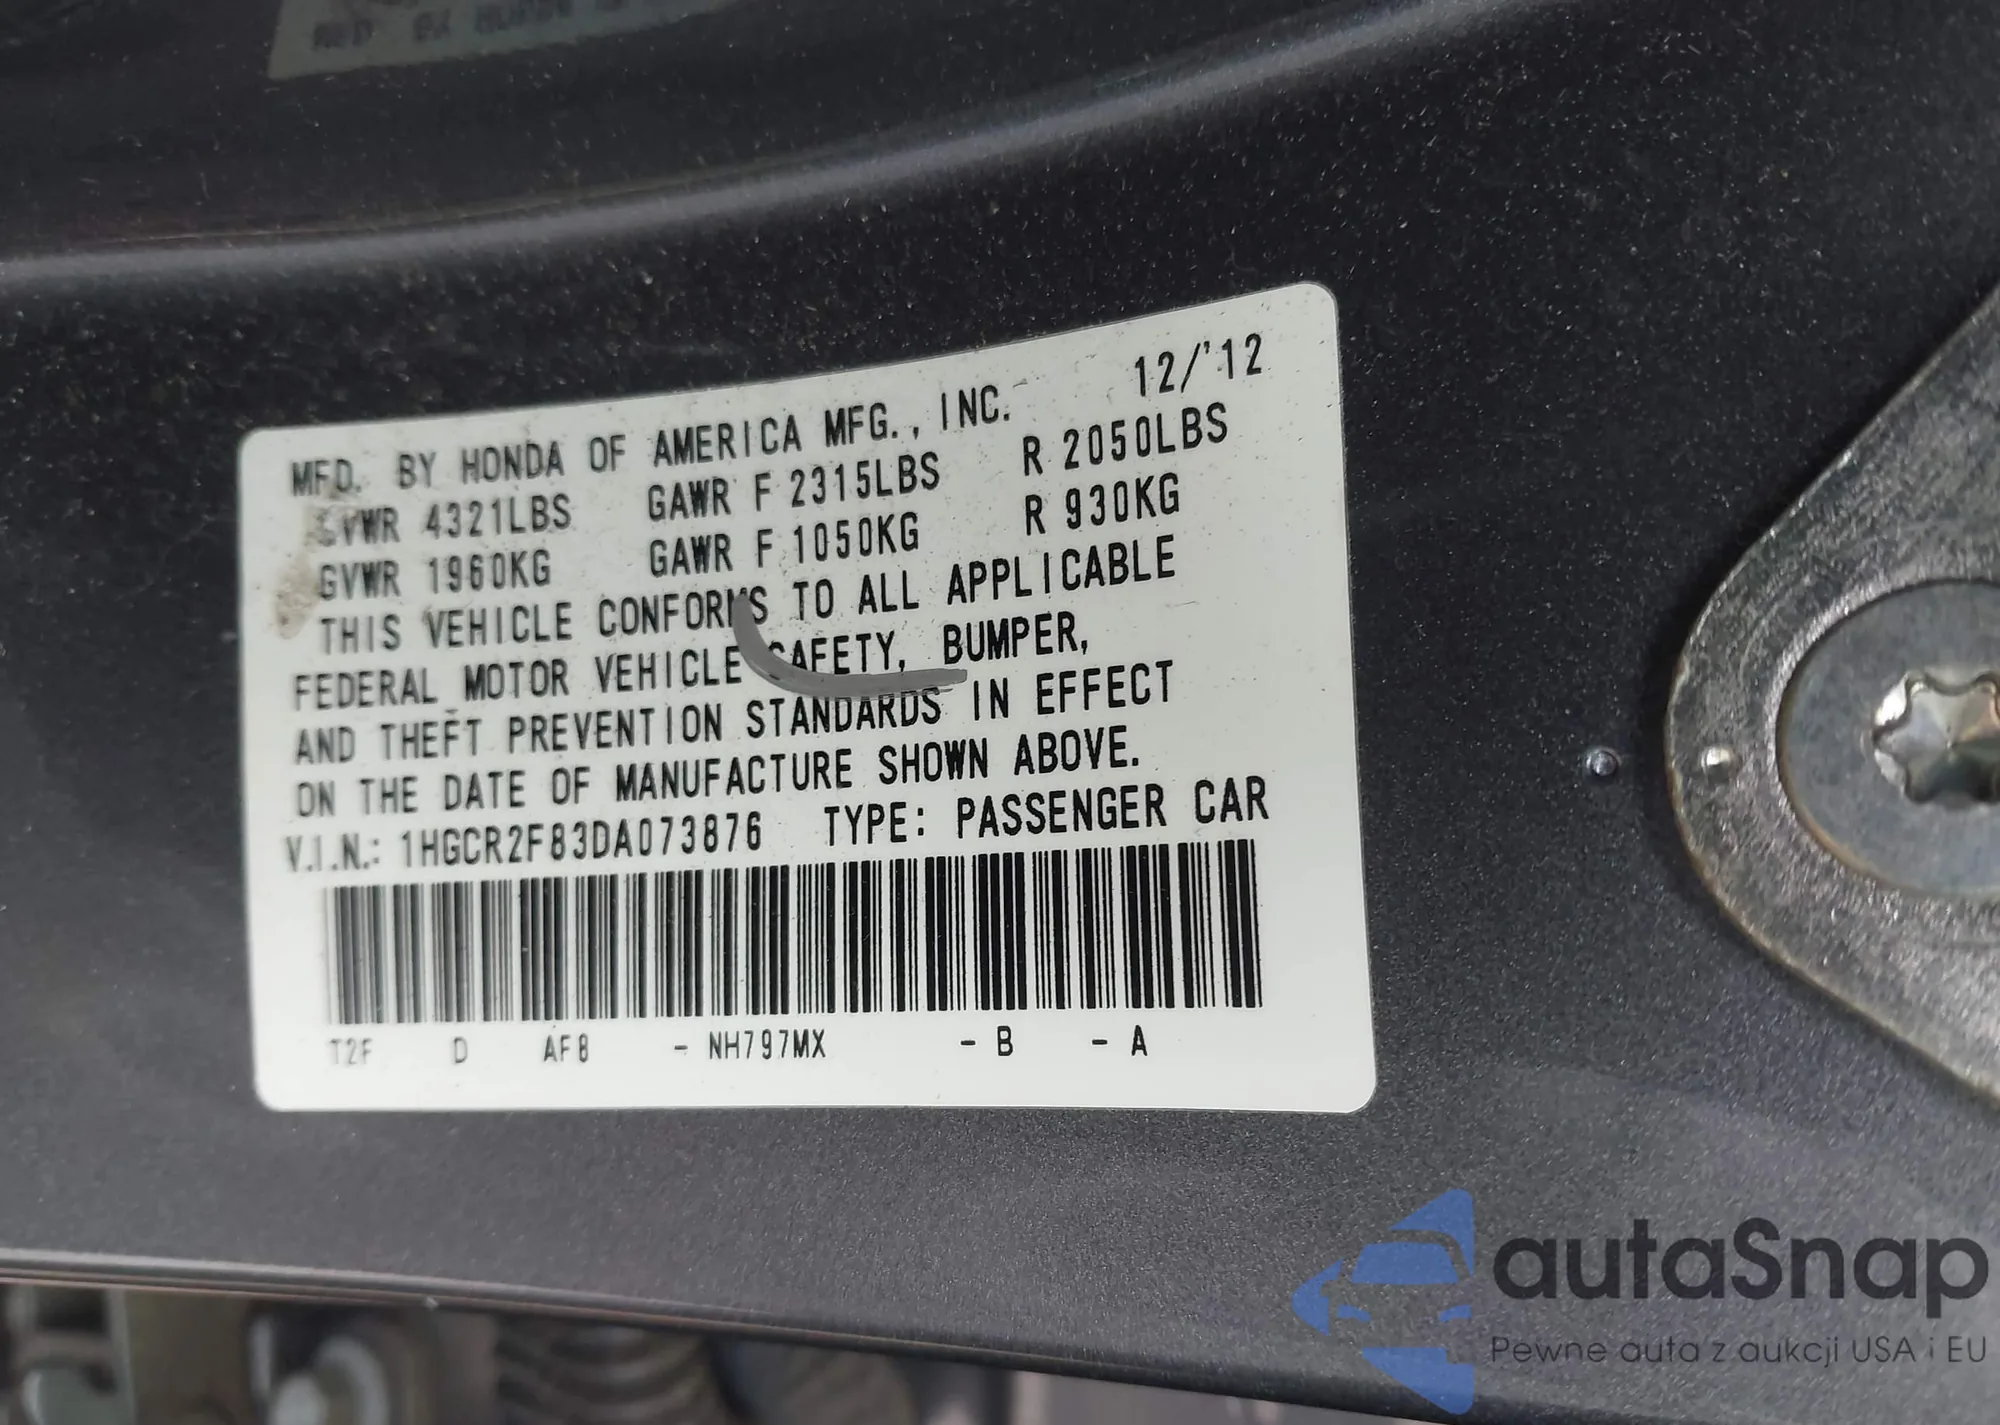 MFD. BY HONDA OF AMERICA MFG., INC. 12/'12
GVWR 4321LBS GAWR F 2315LBS R 2050LBS
GVWR 1960KG GAWR F 1050KG R 930KG
THIS VEHICLE CONFORMS TO ALL APPLICABLE
FEDERAL MOTOR VEHICLE SAFETY, BUMPER,
AND THEFT PREVENTION STANDARDS IN EFFECT
ON THE DATE OF MANUFACTURE SHOWN ABOVE.
V.I.N.: 1HGCR2F83DA073876 TYPE: PASSENGER CAR
T2F D AF8 - NH797MX - B - A
autaSnap
Pewne auta z aukcji USA i EU